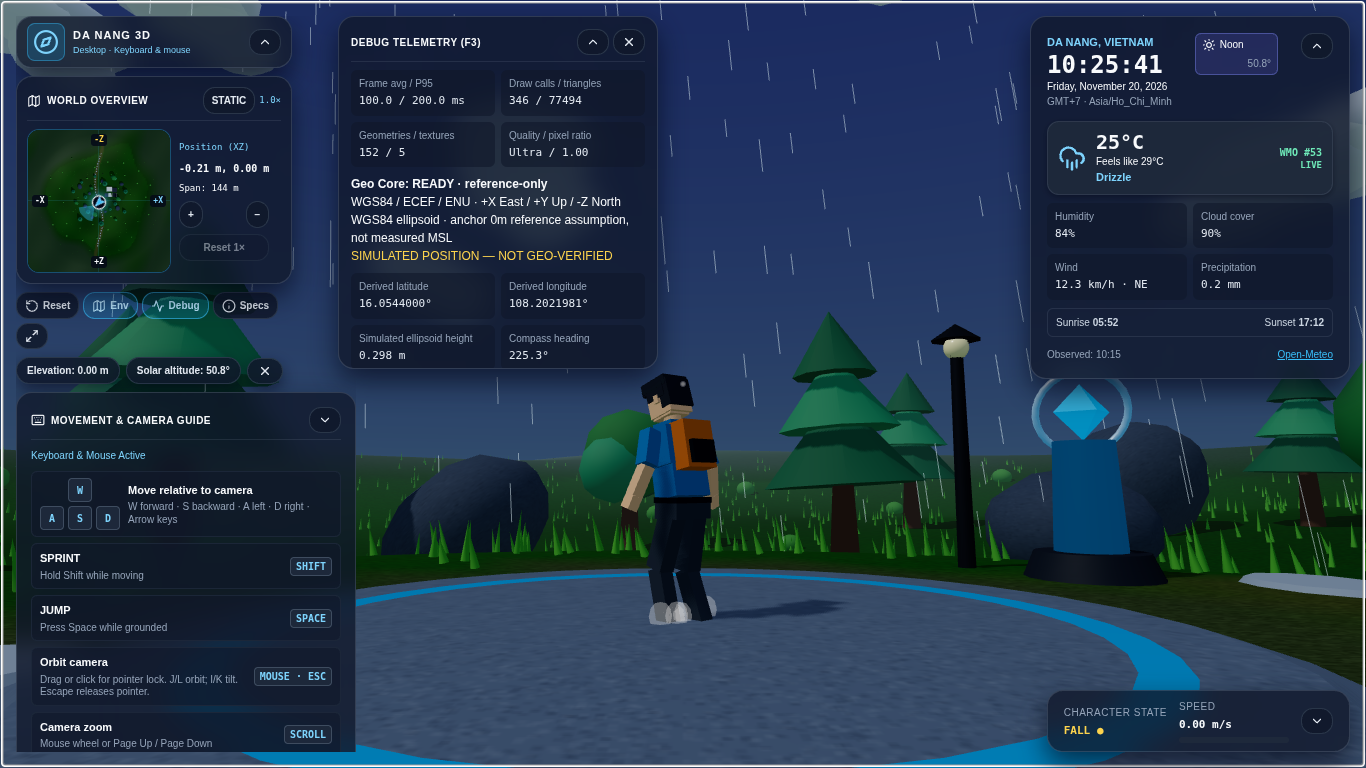 DA NANG 3D
Desktop · Keyboard & mouse
WORLD OVERVIEW
STATIC
1.0×
-Z
-X
+X
+Z
Position (XZ)
-0.21 m, 0.00 m
Span: 144 m
+
−
Reset 1×
Reset
Env
Debug
Specs
Elevation: 0.00 m
Solar altitude: 50.8°
MOVEMENT & CAMERA GUIDE
Keyboard & Mouse Active
W
A
S
D
Move relative to camera
W forward · S backward · A left · D right ·
Arrow keys
SPRINT
Hold Shift while moving
SHIFT
JUMP
Press Space while grounded
SPACE
Orbit camera
Drag or click for pointer lock. J/L orbit; I/K tilt.
Escape releases pointer.
MOUSE · ESC
Camera zoom
Mouse wheel or Page Up / Page Down
SCROLL
DEBUG TELEMETRY (F3)
Frame avg / P95
100.0 / 200.0 ms
Draw calls / triangles
346 / 77494
Geometries / textures
152 / 5
Quality / pixel ratio
Ultra / 1.00
Geo Core: READY · reference-only
WGS84 / ECEF / ENU · +X East / +Y Up / -Z North
WGS84 ellipsoid · anchor 0m reference assumption,
not measured MSL
SIMULATED POSITION — NOT GEO-VERIFIED
Derived latitude
16.0544000°
Derived longitude
108.2021981°
Simulated ellipsoid height
0.298 m
Compass heading
225.3°
DA NANG, VIETNAM
10:25:41
Friday, November 20, 2026
GMT+7 · Asia/Ho_Chi_Minh
Noon
50.8°
25°C
Feels like 29°C
Drizzle
WMO #53
LIVE
Humidity
84%
Cloud cover
90%
Wind
12.3 km/h · NE
Precipitation
0.2 mm
Sunrise 05:52
Sunset 17:12
Observed: 10:15
Open-Meteo
CHARACTER STATE
FALL ●
SPEED
0.00 m/s